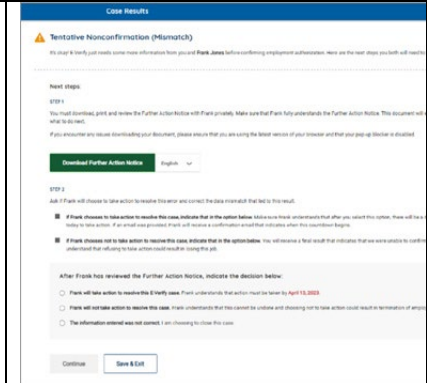 Case Results
Tentative Nonconfirmation (Mismatch)
It's okay! E-Verify just needs some more information from you and Frank Jones before confirming employment authorization. Here are the next steps you both will need to
Next steps:
STEP 1
You must download, print and review the Further Action Notice with Frank privately. Make sure that Frank fully understands the Further Action Notice. This document will
what to do next.
If you encounter any issues downloading your document, please ensure that you are using the latest version of your browser and that your pop-up blocker is disabled
Download Further Action Notice English
STEP 2
Ask if Frank will choose to take action to resolve this error and correct the data mismatch that led to this result.
If Frank chooses to take action to resolve this case, indicate that in the option below. Make sure Frank understands that after you select this option, there will be a
today to take action. If an email was provided, Frank will receive a confirmation email that indicates when this countdown begins.
If Frank chooses not to take action to resolve this case, indicate that in the option below. You will receive a final result that indicates that we were unable to confirm
understand that refusing to take action could result in losing the job.
After Frank has reviewed the Further Action Notice, indicate the decision below:
Frank will take action to resolve this E-Verify case. Frank understands that action must be taken by April 13, 2023
Frank will not take action to resolve this case. Frank understands that this cannot be undone and choosing not to take action could result in termination of
The information entered was not correct. I am choosing to close this case.
Continue Save & Exit